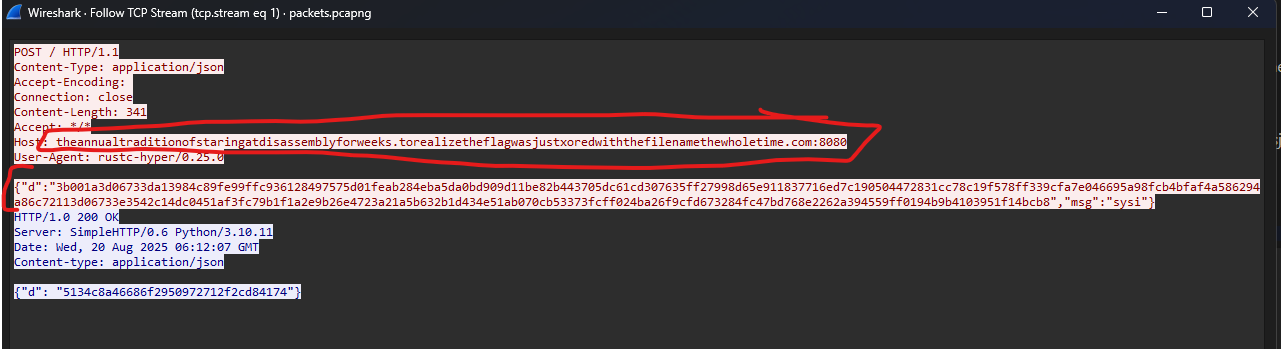 Wireshark · Follow TCP Stream (tcp.stream eq 1) · packets.pcapng
POST / HTTP/1.1
Content-Type: application/json
Accept-Encoding:
Connection: close
Content-Length: 341
Accept: */*
Host: theannualtraditionofstaringatdisassemblyforweeks.torealizetheflagwasjustxoredwiththefilenamethewholetime.com:8080
User-Agent: rustc-hyper/0.25.0
{"d":"3b001a3d06733da13984c89fe99ffc936128497575d01feab284eba5da0bd909d11be82b443705dc61cd307635ff27998d65e911837716ed7c190504472831cc78c19f578ff339cfa7e046695a98fcb4bfaf4a586294
a86c72113d06733e3542c14dc0451af3fc79b1f1a2e9b26e4723a21a5b632b1d434e51ab070cb53373fcff024ba26f9cfd673284fc47bd768e2262a394559ff0194b9b4103951f14bcb8","msg":"sysi"}
HTTP/1.0 200 OK
Server: SimpleHTTP/0.6 Python/3.10.11
Date: Wed, 20 Aug 2025 06:12:07 GMT
Content-type: application/json
{"d": "5134c8a46686f2950972712f2cd84174"}